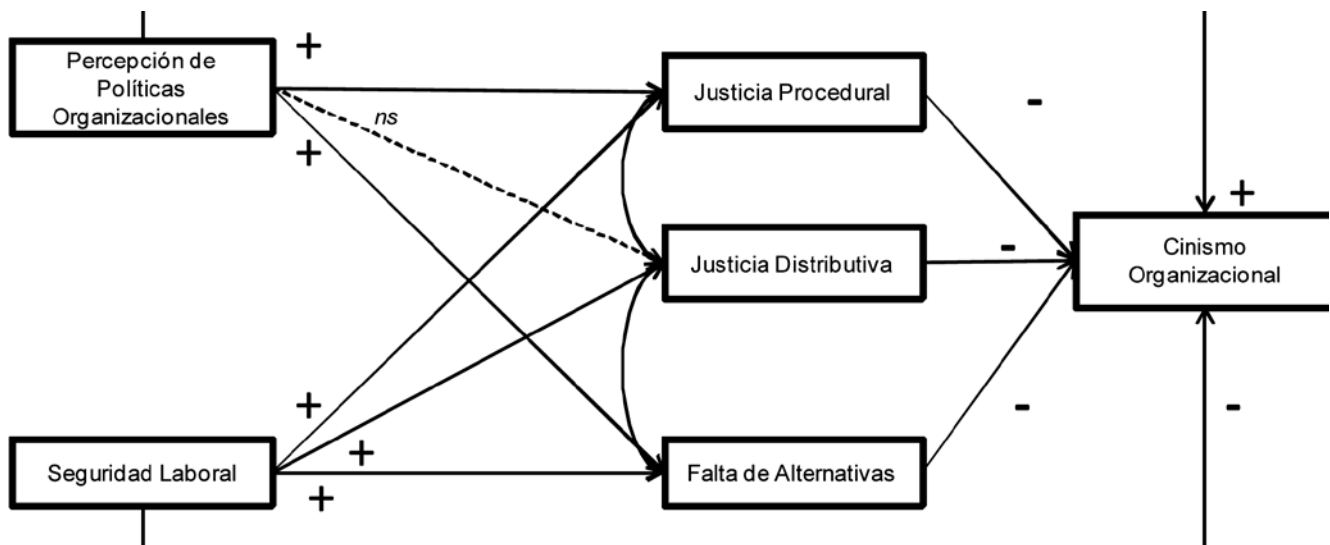 +
Percepción de
Políticas
Organizacionales
ns
+
Justicia Procedural
-
+
Justicia Distributiva
-
Cinismo
Organizacional
+
+
Seguridad Laboral
+
Falta de Alternativas
-
-